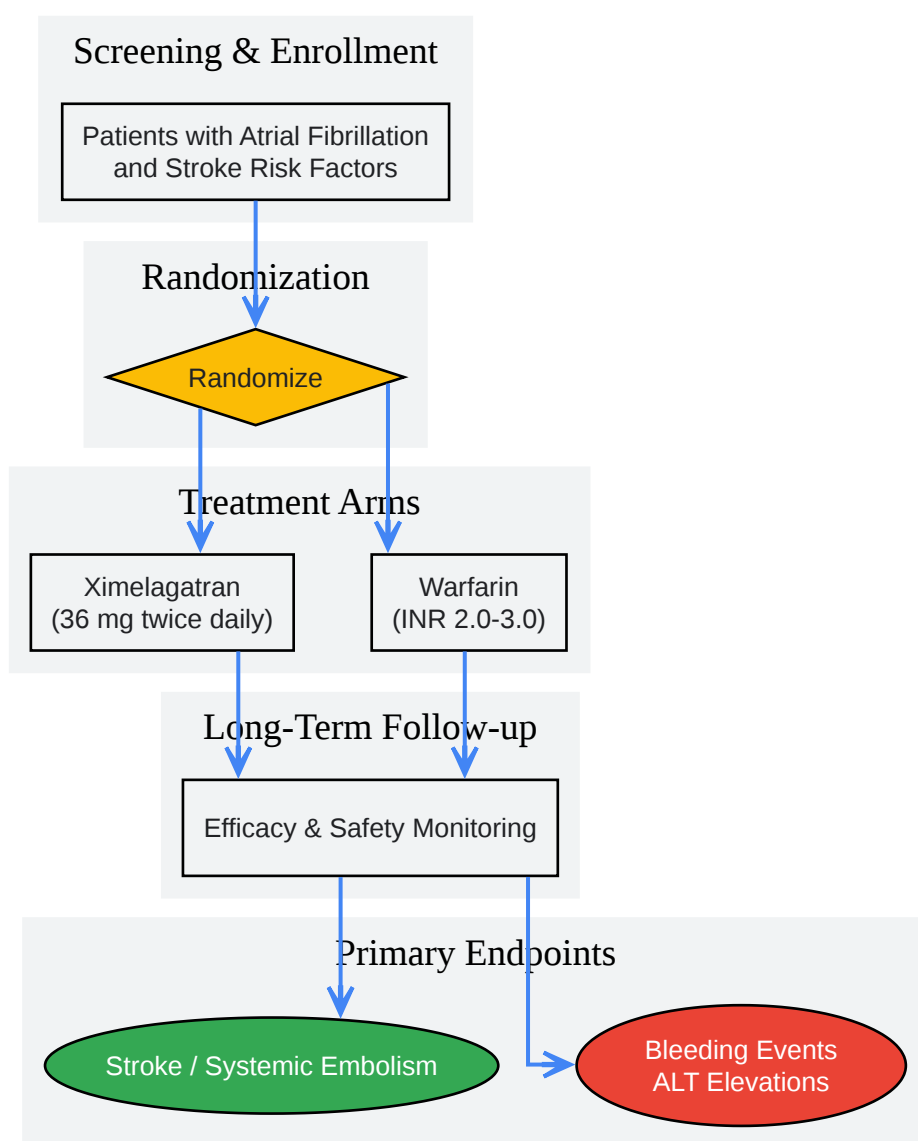 Screening & Enrollment
Patients with Atrial Fibrillation
and Stroke Risk Factors
Randomization
Randomize
Treatment Arms
Ximelagatran
(36 mg twice daily)
Warfarin
(INR 2.0-3.0)
Long-Term Follow-up
Efficacy & Safety Monitoring
Primary Endpoints
Stroke / Systemic Embolism
Bleeding Events
ALT Elevations